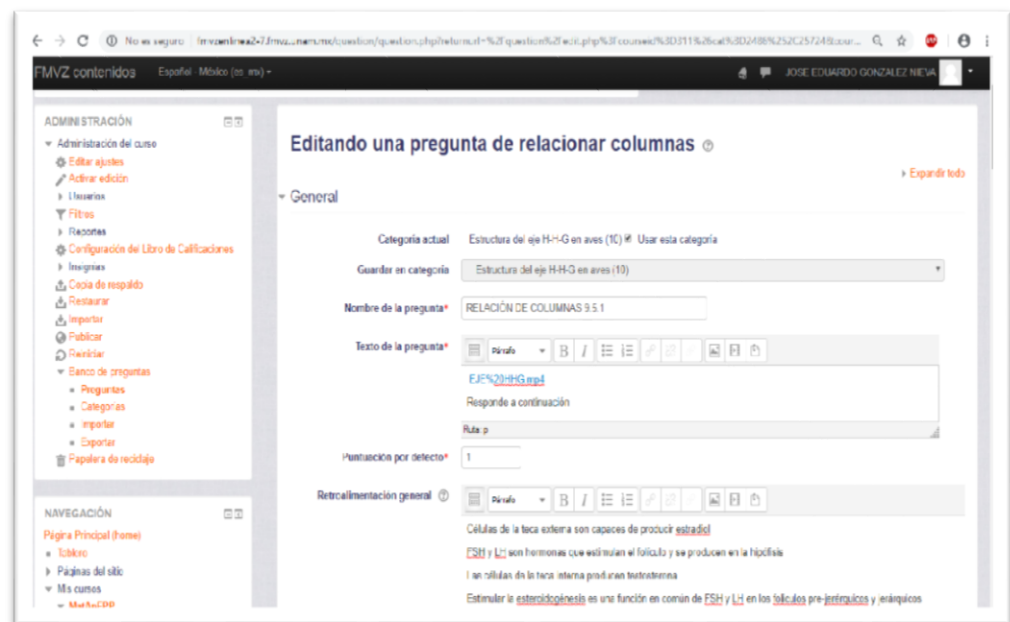 No es seguro
FMVZ contenidos Español - México (es_mx)
JOSE EDUARDO GONZALEZ NIEVA
ADMINISTRACIÓN
Administración del curso
Editar ajustes
Activar edición
Usuarios
Filtros
Reportes
Configuración del Libro de Calificaciones
Insignias
Copia de respaldo
Restaurar
Importar
Publicar
Reiniciar
Banco de preguntas
Preguntas
Categorías
Importar
Exportar
Papelera de reciclaje
NAVEGACIÓN
Página Principal (home)
Tablero
Páginas del sitio
Mis cursos
Editando una pregunta de relacionar columnas
Expandir todo
General
Categoría actual Estructura del eje H-H-G en aves (10) Usar esta categoría
Guardar en categoría Estructura del eje H-H-G en aves (10)
Nombre de la pregunta* RELACIÓN DE COLUMNAS 9.5.1
Texto de la pregunta* Párrafo B I
EJE%20HHG.mp4
Responde a continuación
Ruta: p
Puntuación por defecto* 1
Retroalimentación general Párrafo B I
Células de la teca externa son capaces de producir estradiol
FSH y LH son hormonas que estimulan el folículo y se producen en la hipófisis
Las células de la teca interna producen testosterona
Estimular la esteroidogénesis es una función en común de FSH y LH en los folículos pre-jerárquicos y jerárquicos